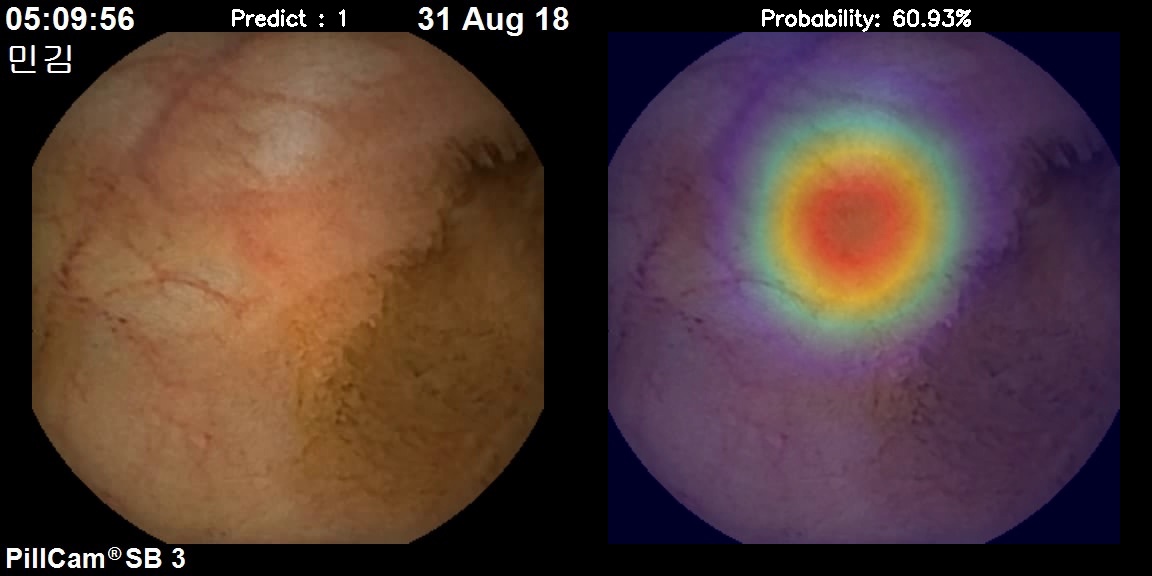 05:09:56 Predict : 1 31 Aug 18 Probability: 60.93%
민김
PillCam® SB 3